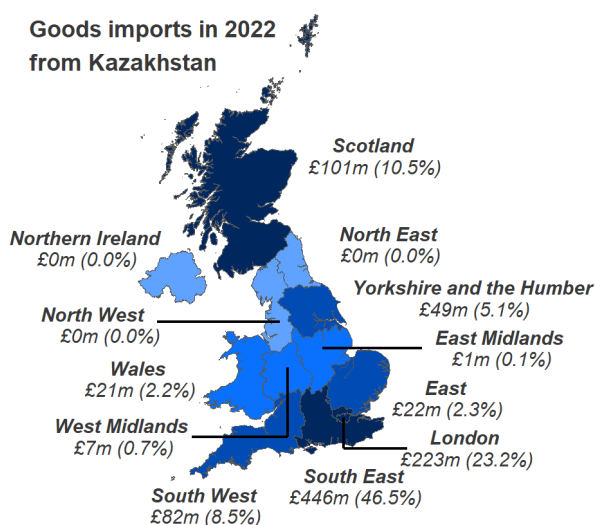 Goods imports in 2022
from Kazakhstan
Scotland
£101m (10.5%)
Northern Ireland
£0m (0.0%)
North East
£0m (0.0%)
Yorkshire and the Humber
£49m (5.1%)
North West
£0m (0.0%)
East Midlands
£1m (0.1%)
Wales
£21m (2.2%)
East
£22m (2.3%)
West Midlands
£7m (0.7%)
London
£223m (23.2%)
South East
£446m (46.5%)
South West
£82m (8.5%)